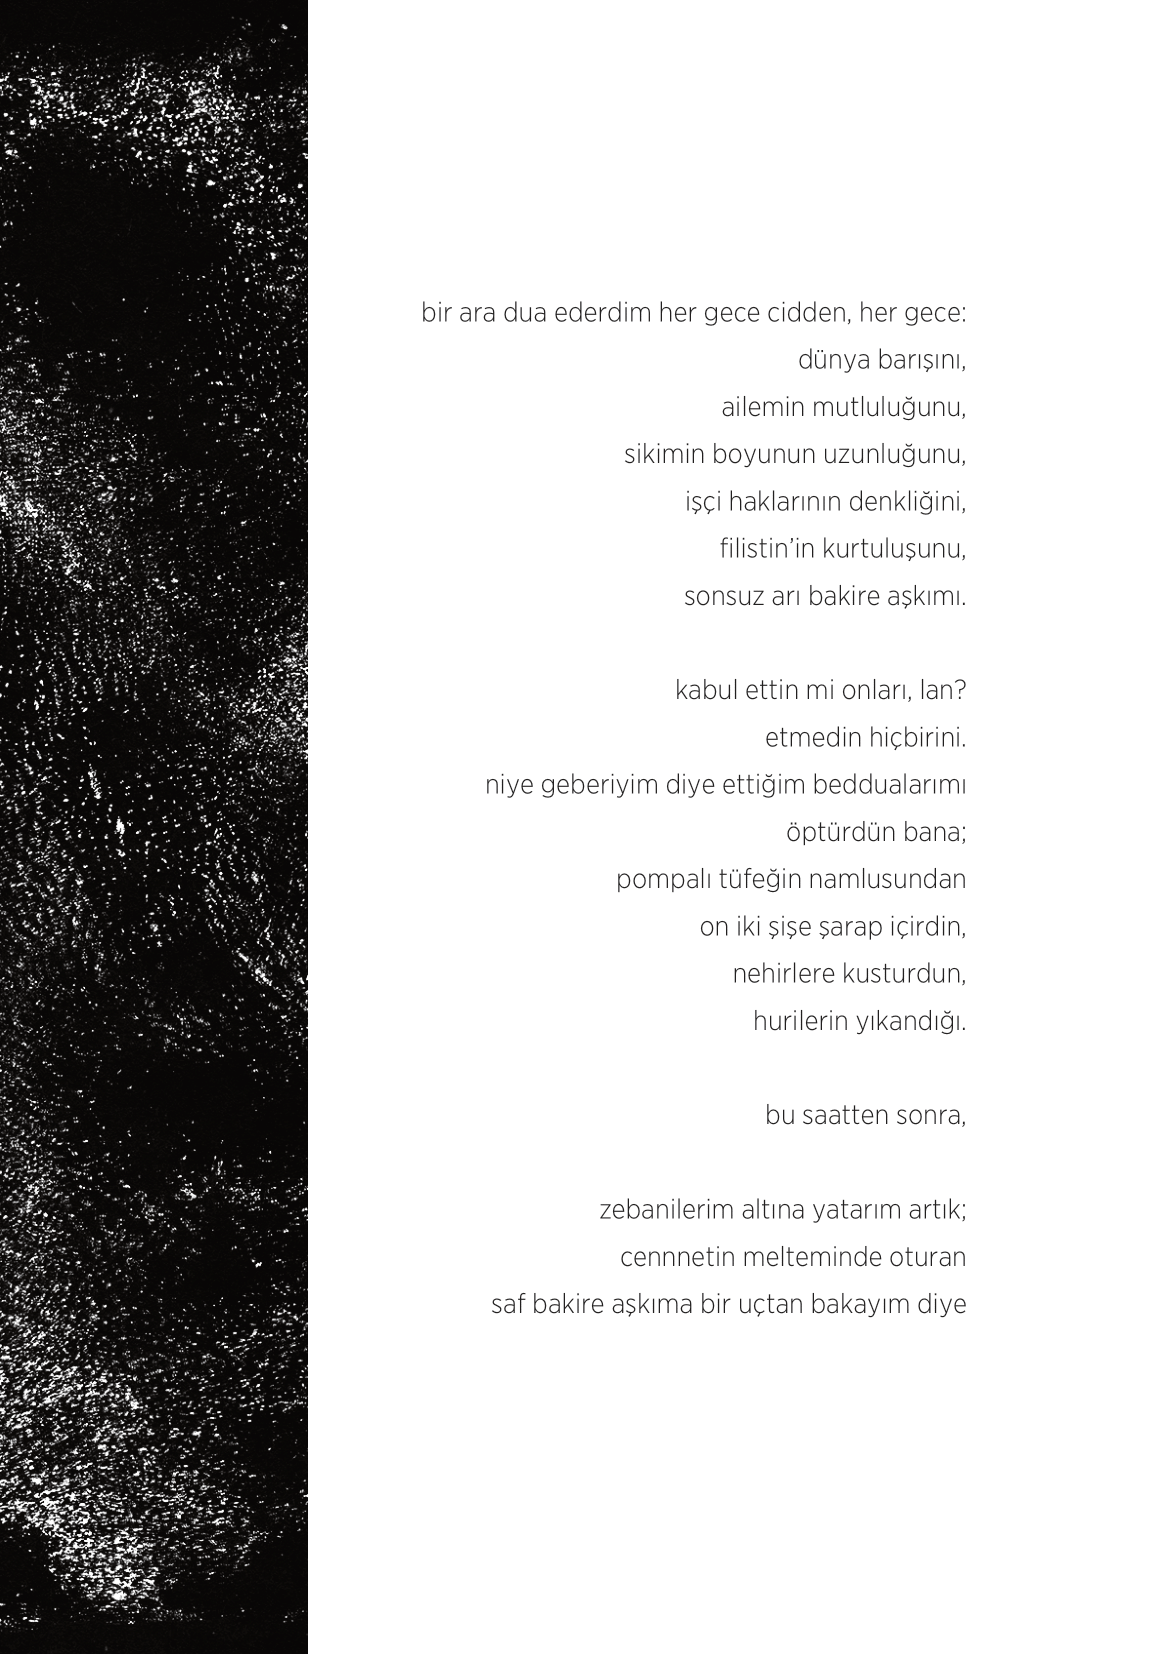 bir ara dua ederdim her gece cidden, her gece:
dünya barışını,
ailemin mutluluğunu,
sikimin boyunun uzunluğunu,
işçi haklarının denkliğini,
filistin’in kurtuluşunu,
sonsuz arı bakire aşkımı.
kabul ettin mi onları, lan?
etmedin hiçbirini.
niye geberiyim diye ettiğim beddualarımı
öptürdün bana;
pompalı tüfeğin namlusundan
on iki şişe şarap içirdin,
nehirlere kusturdun,
hurilerin yıkandığı.
bu saatten sonra,
zebanilerim altına yatarım artık;
cennnetin melteminde oturan
saf bakire aşkıma bir uçtan bakayım diye